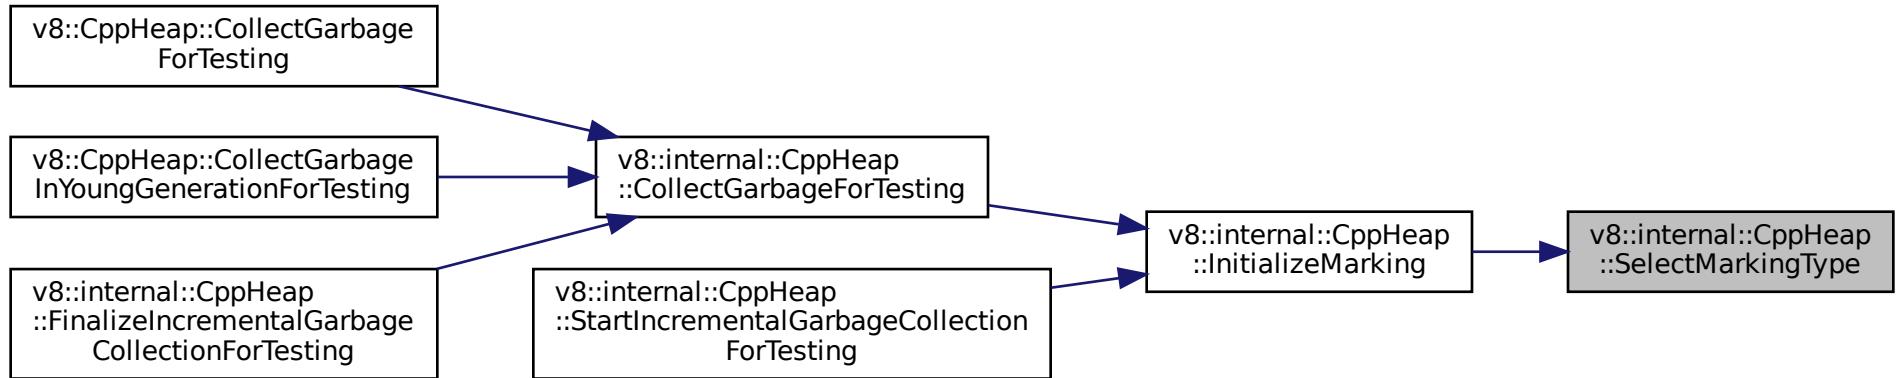 v8::CppHeap::CollectGarbage
ForTesting
v8::CppHeap::CollectGarbage
InYoungGenerationForTesting
v8::internal::CppHeap
::FinalizeIncrementalGarbage
CollectionForTesting
v8::internal::CppHeap
::CollectGarbageForTesting
v8::internal::CppHeap
::StartIncrementalGarbageCollection
ForTesting
v8::internal::CppHeap
::InitializeMarking
v8::internal::CppHeap
::SelectMarkingType